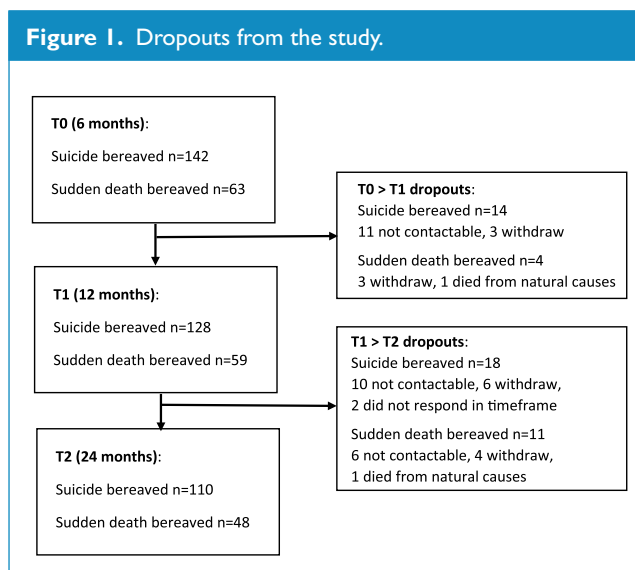 Figure 1. Dropouts from the study.
T0 (6 months):
Suicide bereaved n=142
Sudden death bereaved n=63
T0 > T1 dropouts:
Suicide bereaved n=14
11 not contactable, 3 withdraw
Sudden death bereaved n=4
3 withdraw, 1 died from natural causes
T1 (12 months):
Suicide bereaved n=128
Sudden death bereaved n=59
T1 > T2 dropouts:
Suicide bereaved n=18
10 not contactable, 6 withdraw,
2 did not respond in timeframe
Sudden death bereaved n=11
6 not contactable, 4 withdraw,
1 died from natural causes
T2 (24 months):
Suicide bereaved n=110
Sudden death bereaved n=48